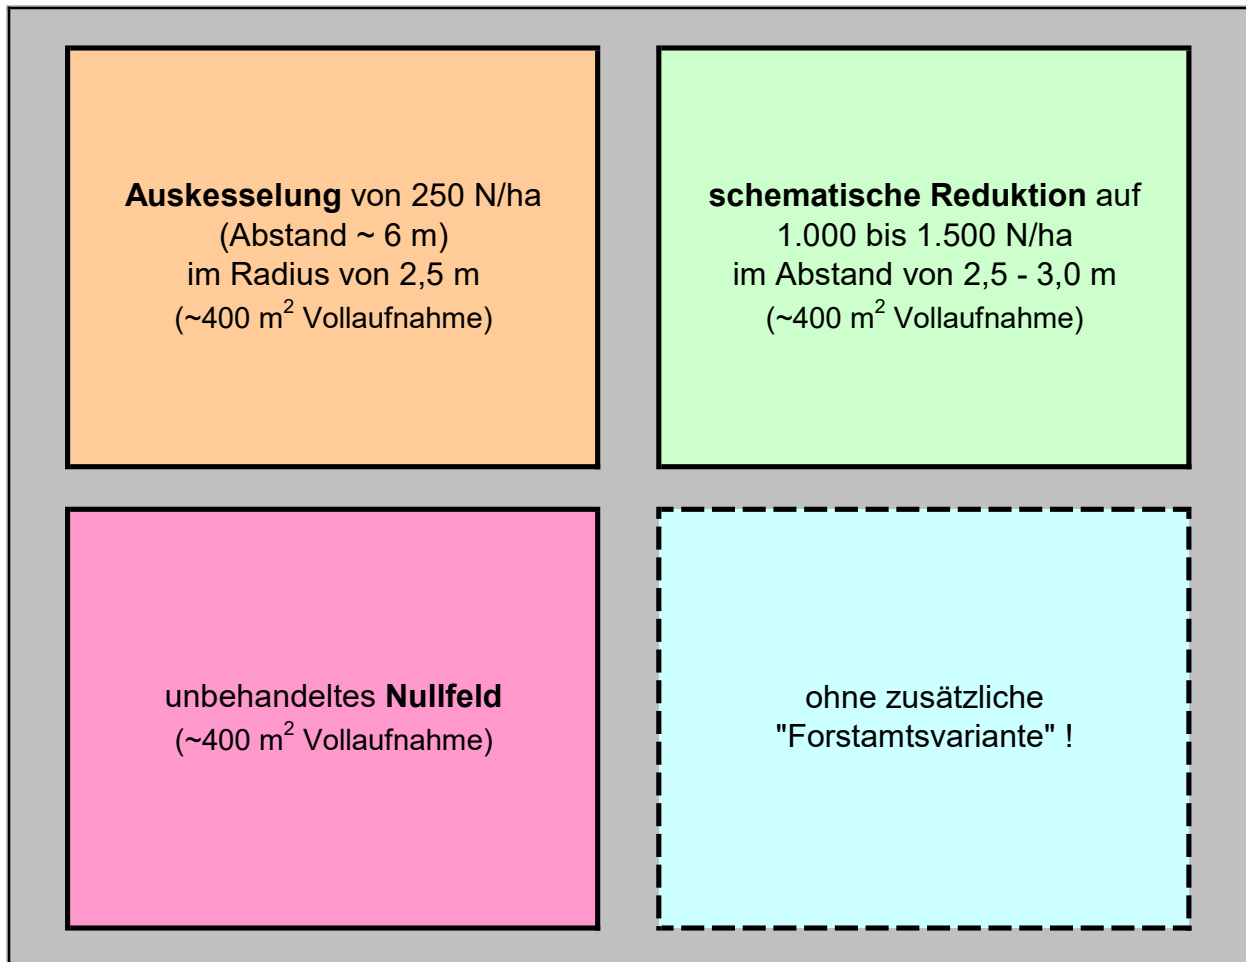 Auskesselung von 250 N/ha
(Abstand ~ 6 m)
im Radius von 2,5 m
(~400 m² Vollaufnahme)
schematische Reduktion auf
1.000 bis 1.500 N/ha
im Abstand von 2,5 - 3,0 m
(~400 m² Vollaufnahme)
unbehandeltes Nullfeld
(~400 m² Vollaufnahme)
ohne zusätzliche
"Forstamtsvariante" !